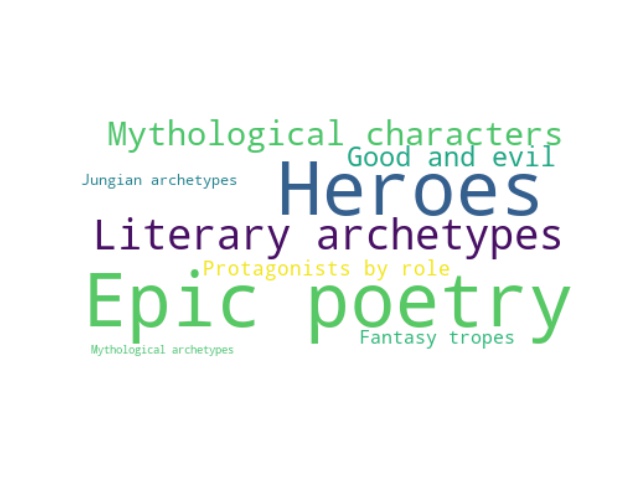 Mythological characters
Good and evil
Jungian archetypes
Heroes
Literary archetypes
Protagonists by role
Epic poetry
Fantasy tropes
Mythological archetypes